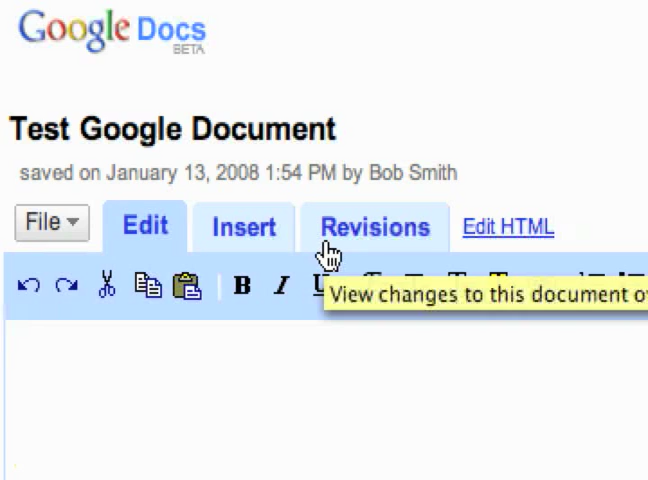 Google Docs
BETA
Test Google Document
saved on January 13, 2008 1:54 PM by Bob Smith
File Edit Insert Revisions Edit HTML
B I U
View changes to this document